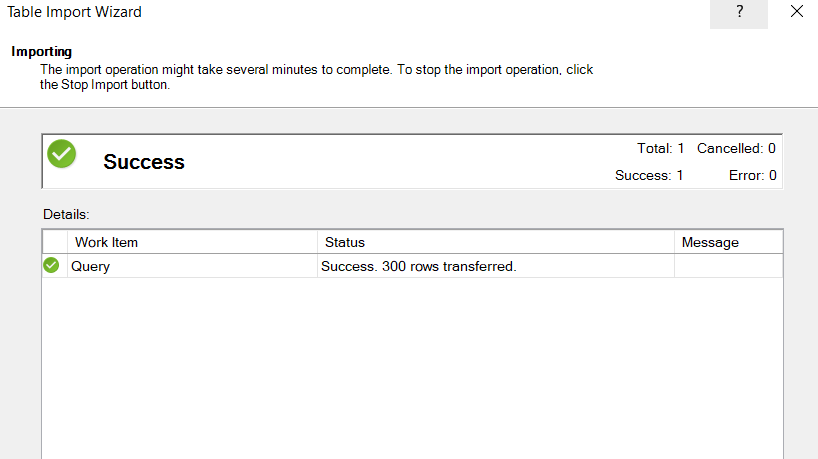 Table Import Wizard ?
Importing
The import operation might take several minutes to complete. To stop the import operation, click
the Stop Import button.
Success
Total: 1 Cancelled: 0
Success: 1 Error: 0
Details:
Work Item Status Message
Query Success. 300 rows transferred.